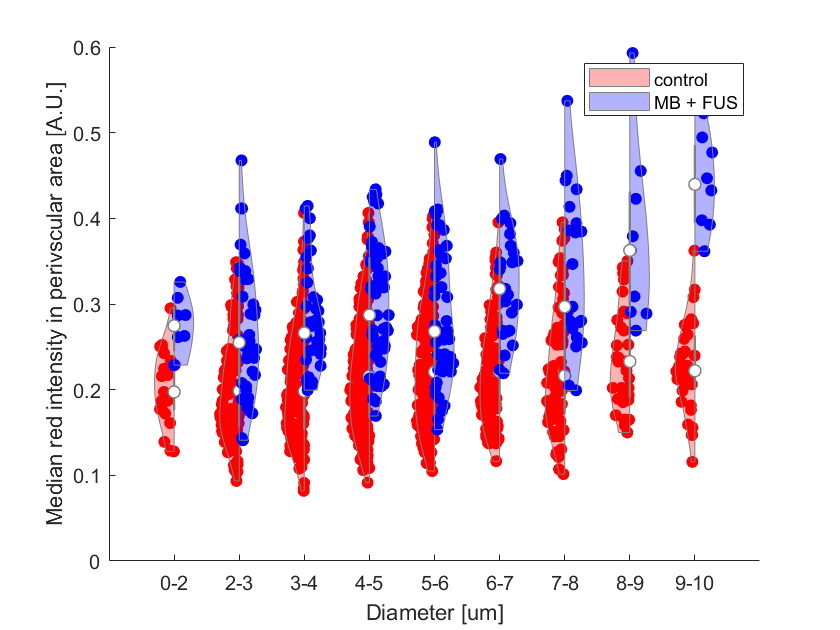 0.6
0.5
0.4
0.3
0.2
0.1
0
Median red intensity in perivscular area [A.U.]
control
MB + FUS
0-2 2-3 3-4 4-5 5-6 6-7 7-8 8-9 9-10
Diameter [um]